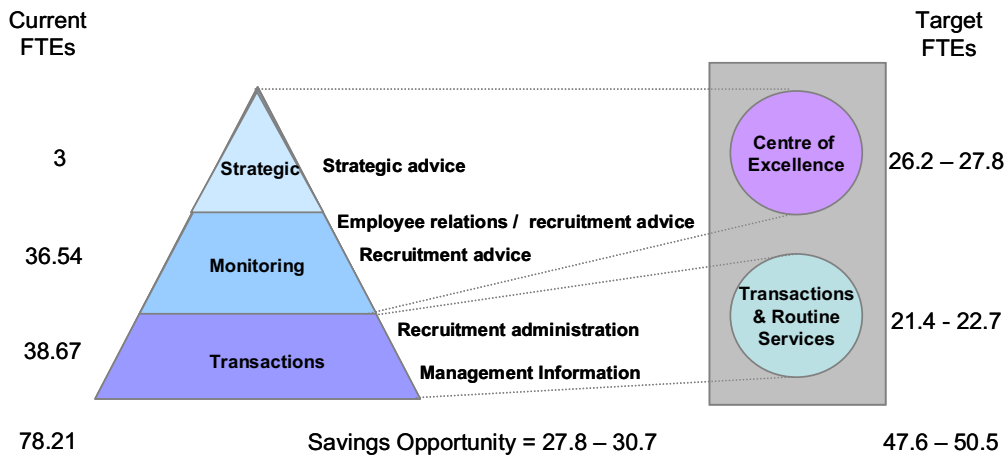 Current
FTEs
Target
FTEs
3
Strategic
Strategic advice
Centre of
Excellence
26.2 – 27.8
Employee relations / recruitment advice
36.54
Monitoring
Recruitment advice
Transactions
& Routine
Services
21.4 - 22.7
Recruitment administration
38.67
Transactions
Management Information
78.21
Savings Opportunity = 27.8 – 30.7
47.6 – 50.5